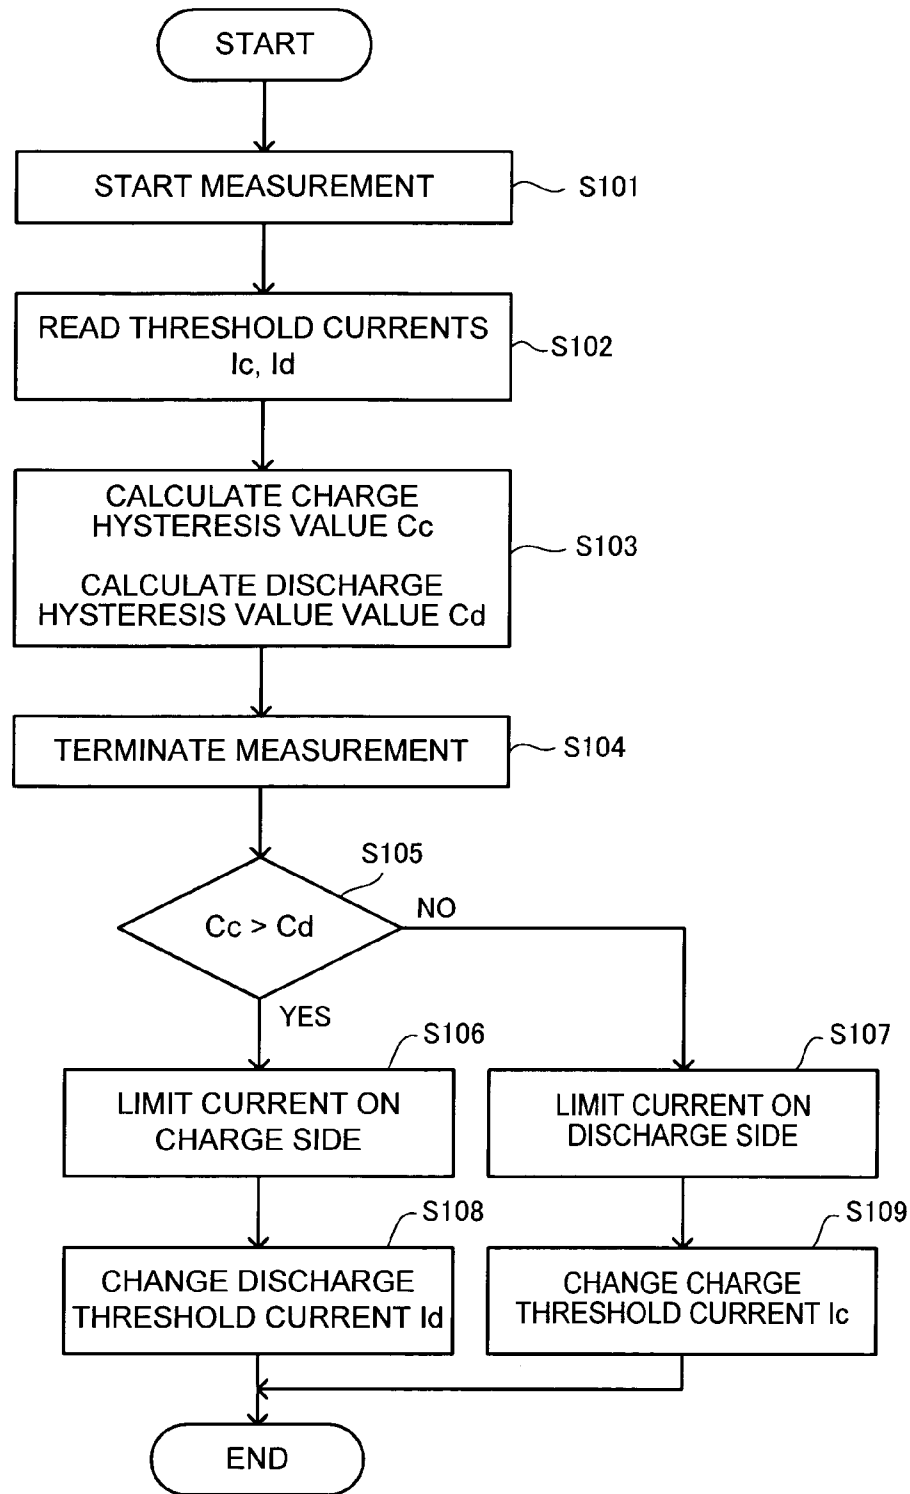 START
START MEASUREMENT
S101
READ THRESHOLD CURRENTS
Ic, Id
S102
CALCULATE CHARGE
HYSTERESIS VALUE Cc
CALCULATE DISCHARGE
HYSTERESIS VALUE VALUE Cd
S103
TERMINATE MEASUREMENT
S104
S105
Cc > Cd
NO
YES
S106
LIMIT CURRENT ON
CHARGE SIDE
S107
LIMIT CURRENT ON
DISCHARGE SIDE
S108
CHANGE DISCHARGE
THRESHOLD CURRENT Id
S109
CHANGE CHARGE
THRESHOLD CURRENT Ic
END